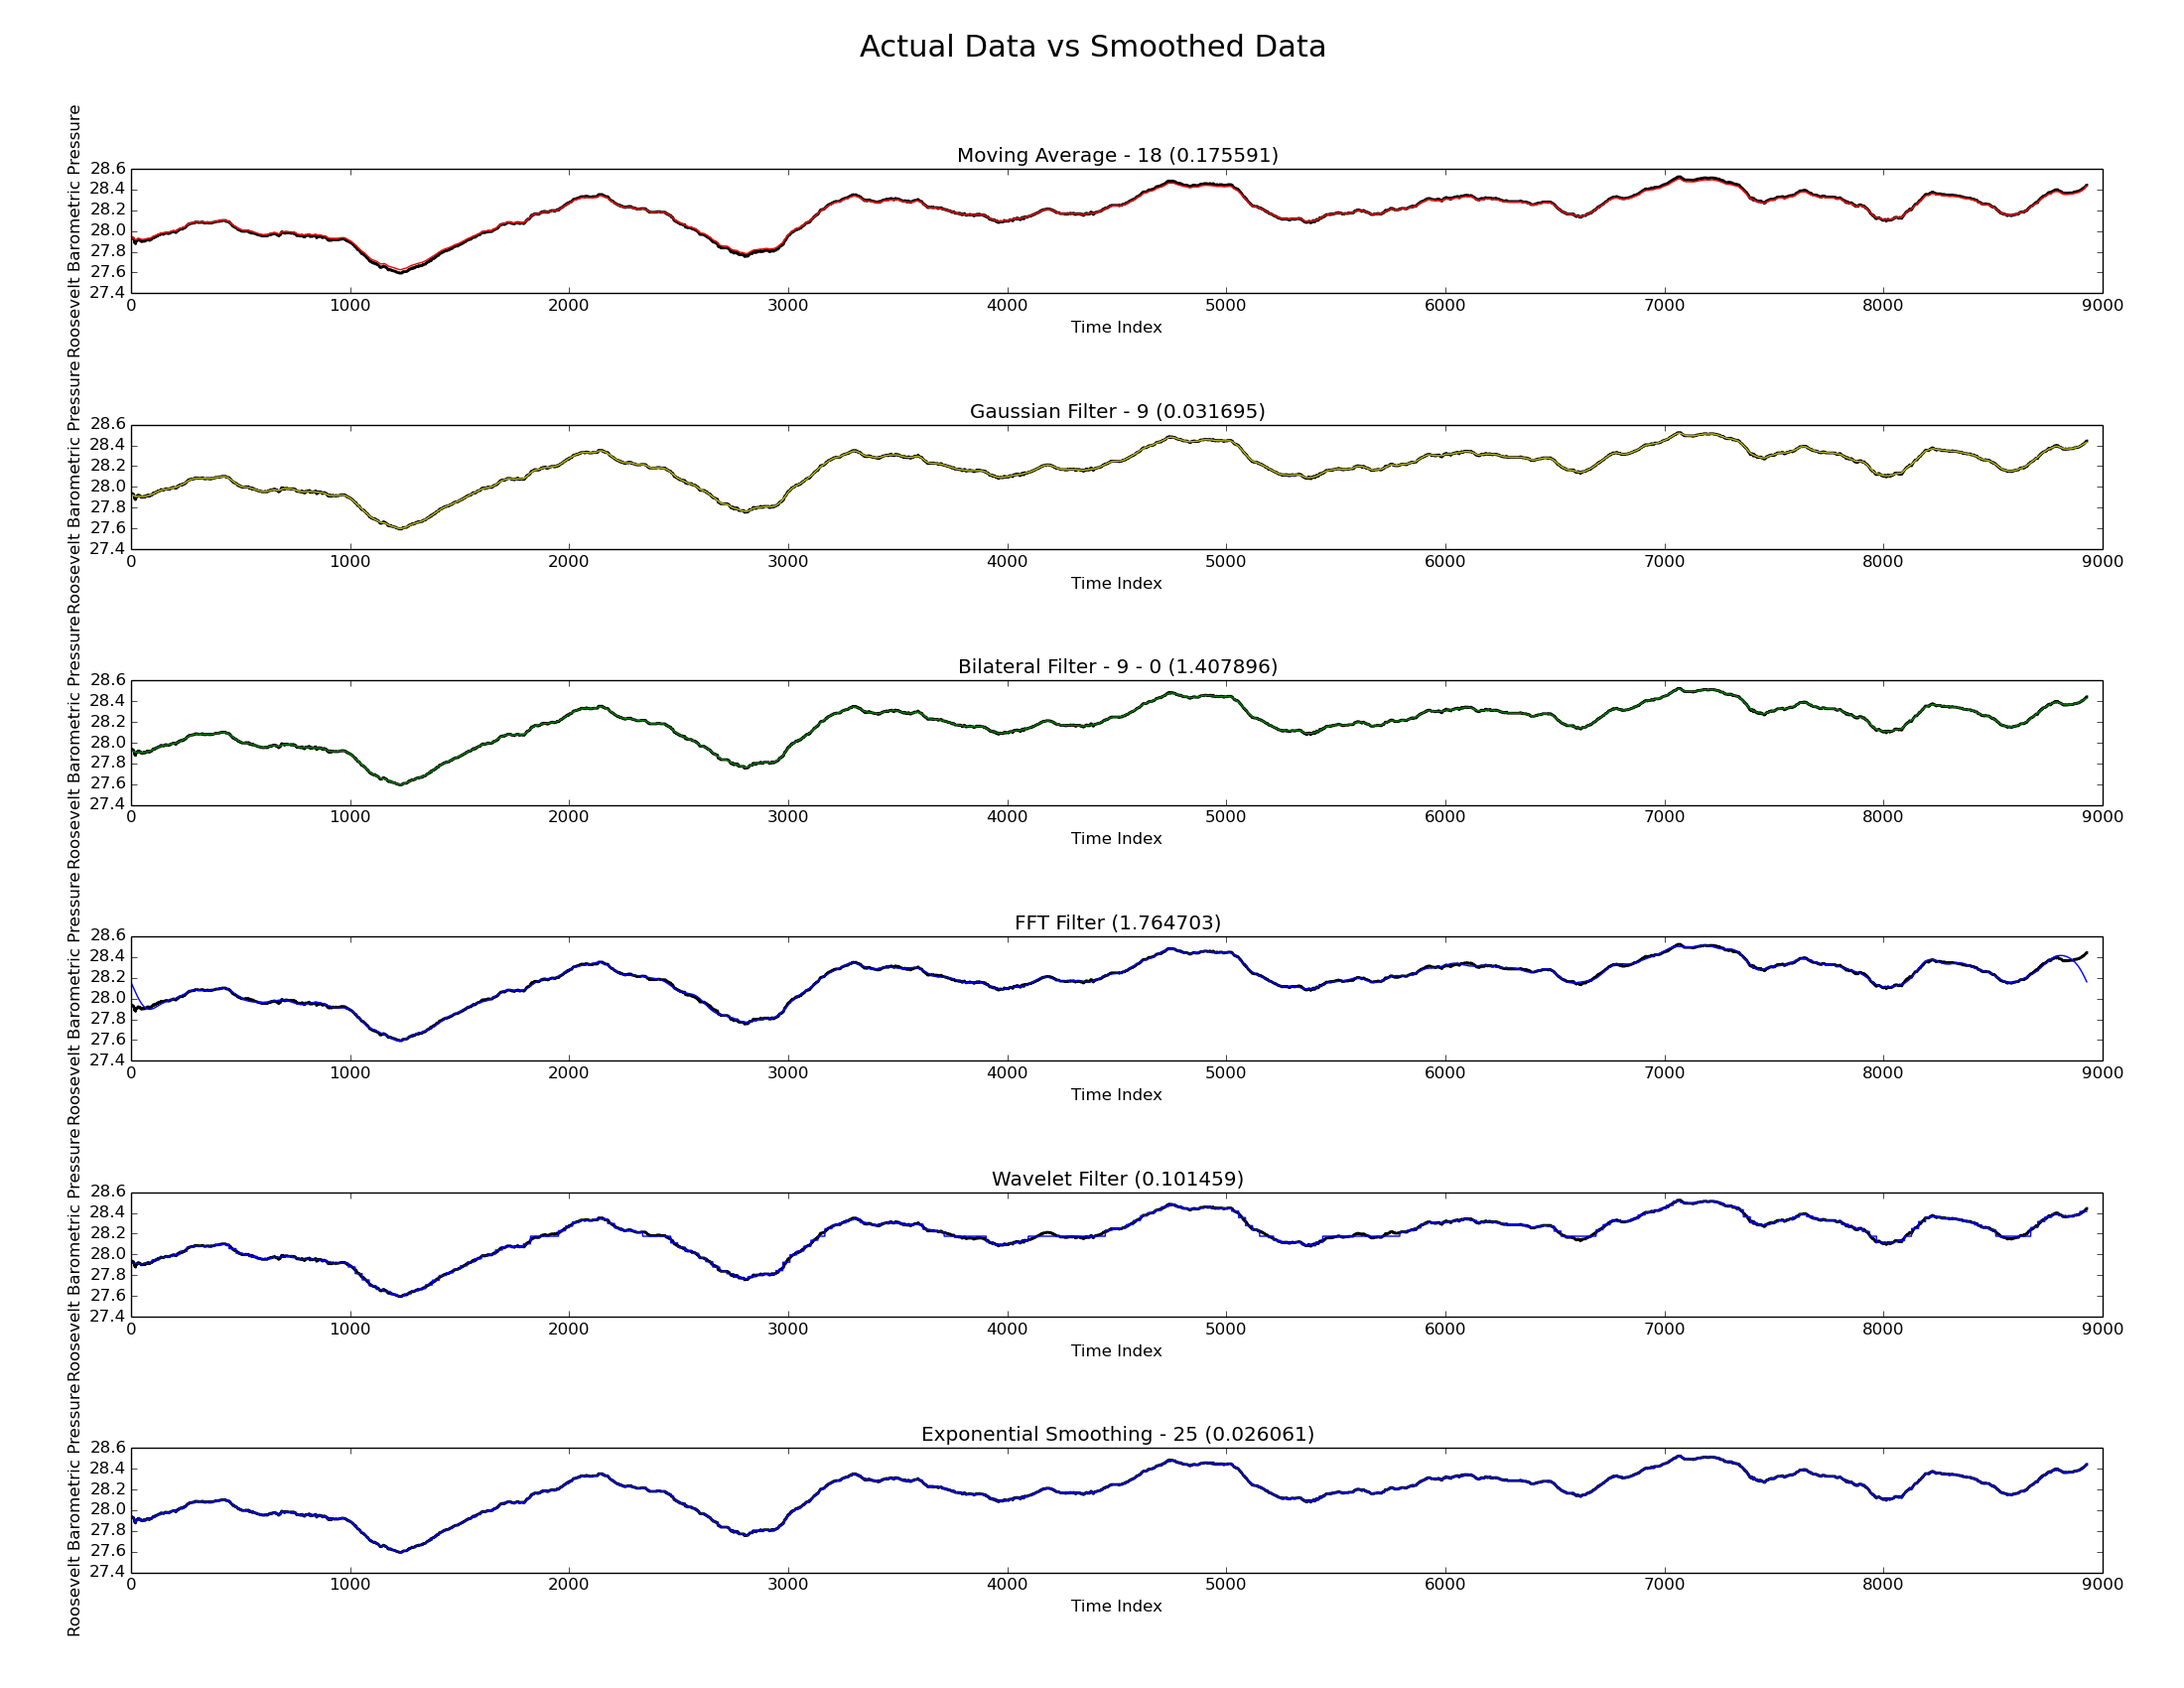 Actual Data vs Smoothed Data
Moving Average - 18 (0.175591)
Roosevelt Barometric Pressure
28.6
28.4
28.2
28.0
27.8
27.6
27.4
0 1000 2000 3000 4000 5000 6000 7000 8000 9000
Time Index
Gaussian Filter - 9 (0.031695)
Roosevelt Barometric Pressure
28.6
28.4
28.2
28.0
27.8
27.6
27.4
0 1000 2000 3000 4000 5000 6000 7000 8000 9000
Time Index
Bilateral Filter - 9 - 0 (1.407896)
Roosevelt Barometric Pressure
28.6
28.4
28.2
28.0
27.8
27.6
27.4
0 1000 2000 3000 4000 5000 6000 7000 8000 9000
Time Index
FFT Filter (1.764703)
Roosevelt Barometric Pressure
28.6
28.4
28.2
28.0
27.8
27.6
27.4
0 1000 2000 3000 4000 5000 6000 7000 8000 9000
Time Index
Wavelet Filter (0.101459)
Roosevelt Barometric Pressure
28.6
28.4
28.2
28.0
27.8
27.6
27.4
0 1000 2000 3000 4000 5000 6000 7000 8000 9000
Time Index
Exponential Smoothing - 25 (0.026061)
Roosevelt Barometric Pressure
28.6
28.4
28.2
28.0
27.8
27.6
27.4
0 1000 2000 3000 4000 5000 6000 7000 8000 9000
Time Index